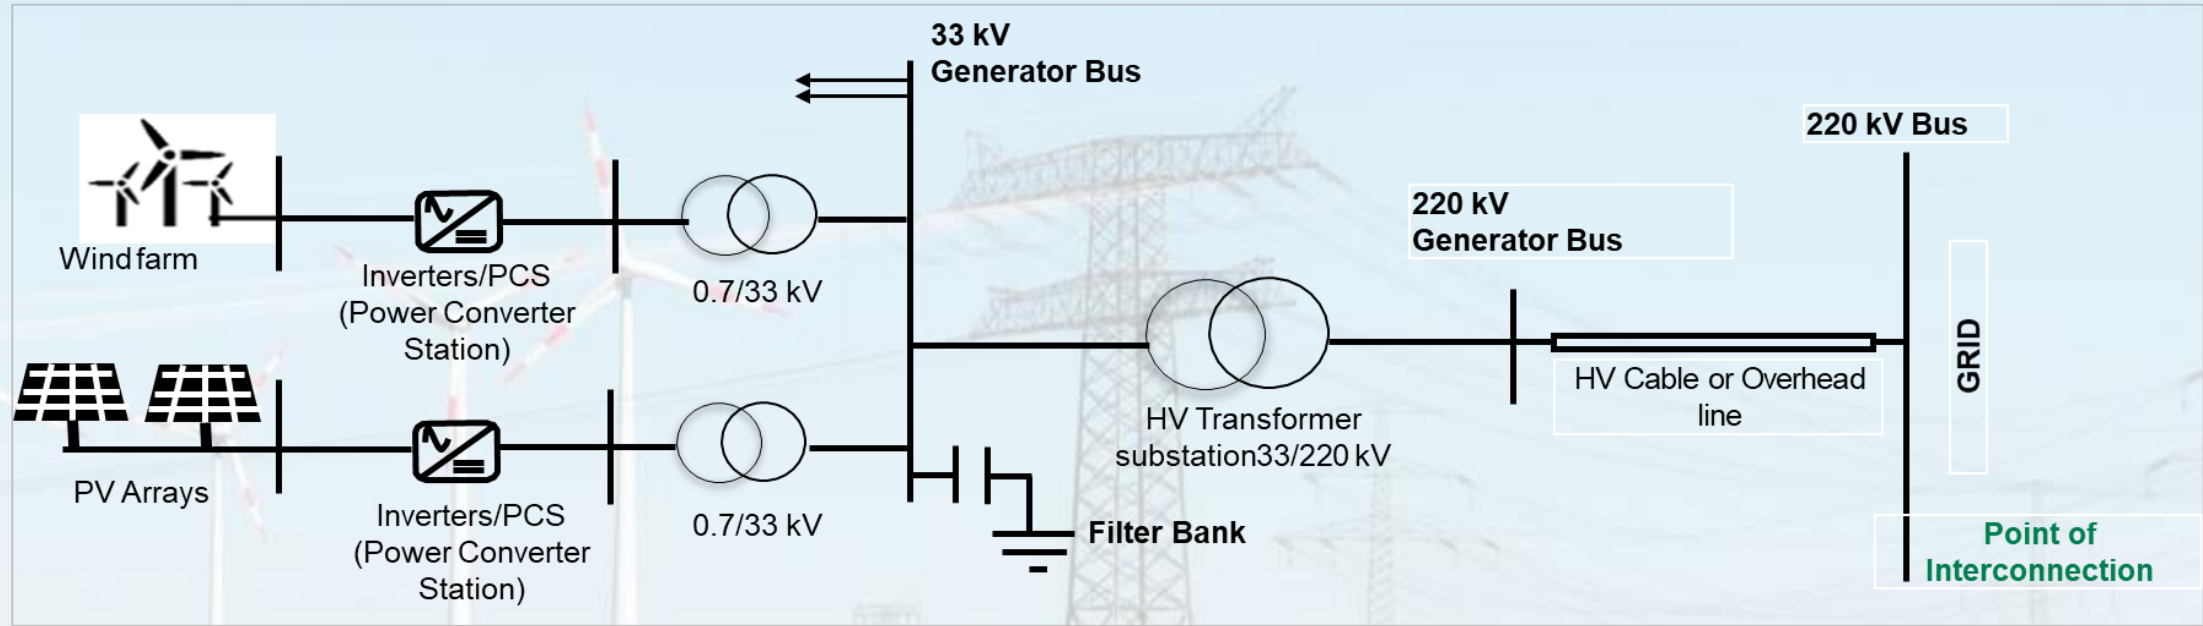 33 kV
Generator Bus
220 kV Bus
220 kV
Generator Bus
Wind farm
Inverters/PCS
(Power Converter
Station)
0.7/33 kV
GRID
HV Cable or Overhead
line
HV Transformer
substation33/220 kV
PV Arrays
Inverters/PCS
(Power Converter
Station)
0.7/33 kV
Filter Bank
Point of
Interconnection